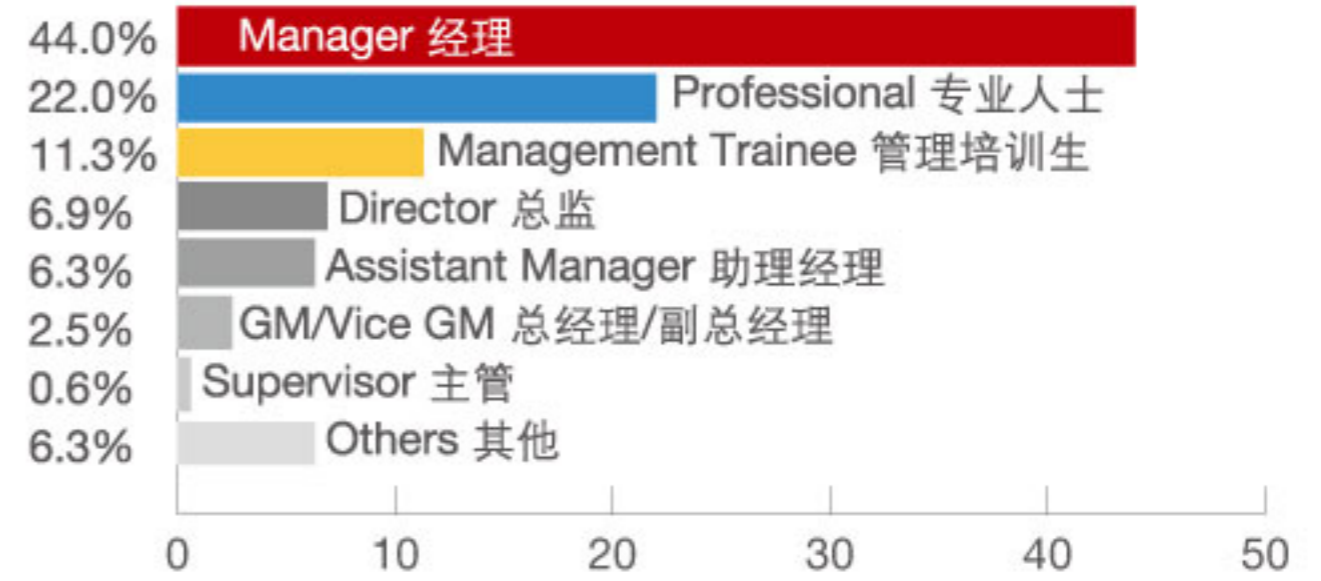 44.0% Manager 经理
22.0% Professional 专业人士
11.3% Management Trainee 管理培训生
6.9% Director 总监
6.3% Assistant Manager 助理经理
2.5% GM/Vice GM 总经理/副总经理
0.6% Supervisor 主管
6.3% Others 其他
0 10 20 30 40 50